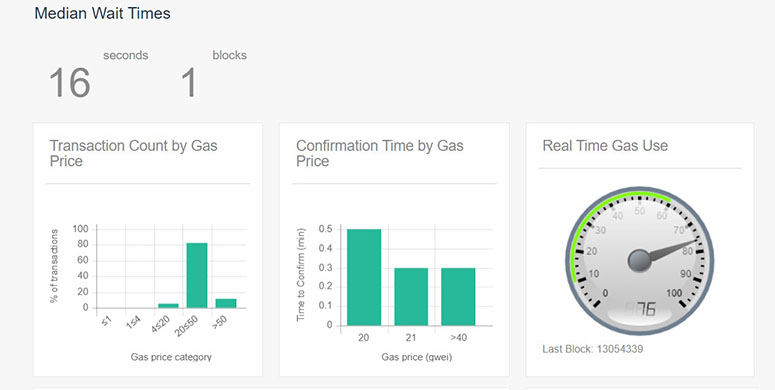 Median Wait Times
seconds
blocks
16
1
Transaction Count by Gas
Price
100
80
60
40
20
0
% of transactions
≤1
1≤4
4≤20
20≤50
>50
Gas price category
Confirmation Time by Gas
Price
0.5
0.4
0.3
0.2
0.1
0
Time to Confirm (min)
20
21
>40
Gas price (gwei)
Real Time Gas Use
0
10
20
30
40
50
60
70
80
90
100
76
Last Block: 13054339